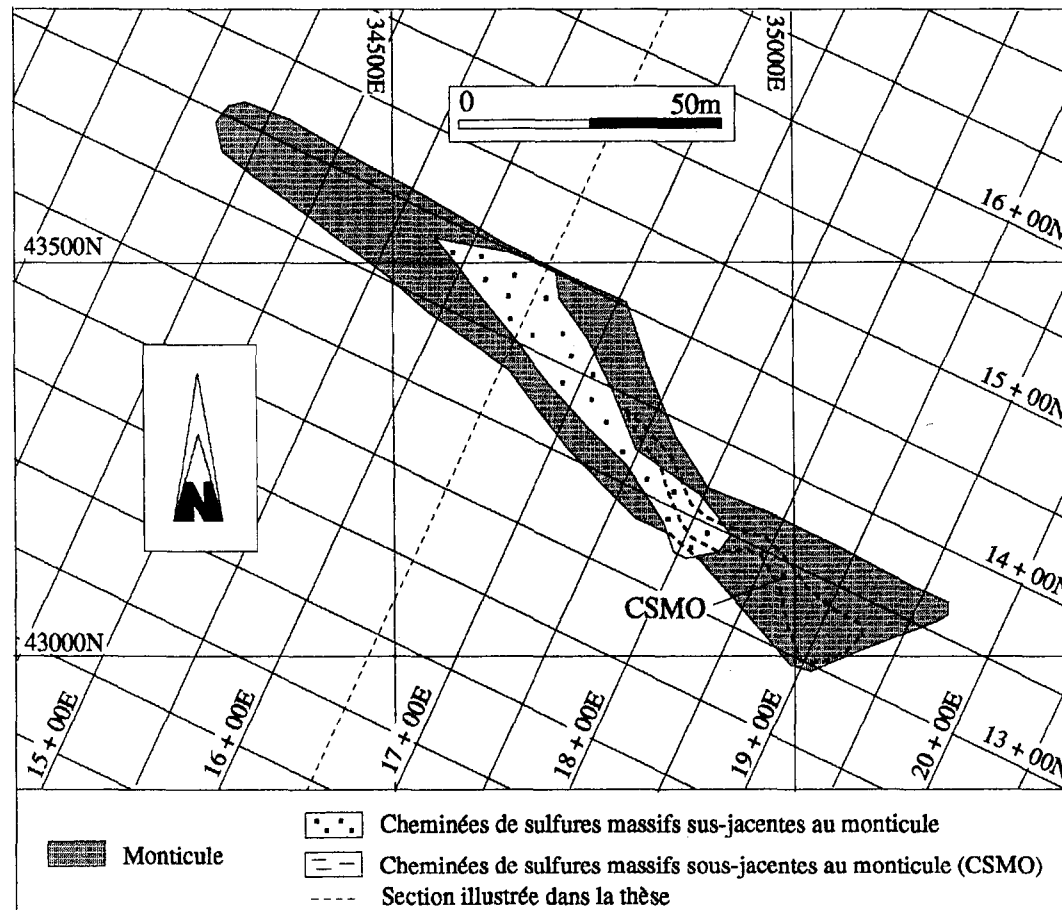 34500E
35000E
0 50m
16 + 00N
43500N
15 + 00N
N
14 + 00N
CSMO
43000N
15 + 00E
16 + 00E
17 + 00E
18 + 00E
19 + 00E
20 + 00E
13 + 00N
Monticule
Cheminées de sulfures massifs sus-jacentes au monticule
Cheminées de sulfures massifs sous-jacentes au monticule (CSMO)
Section illustrée dans la thèse